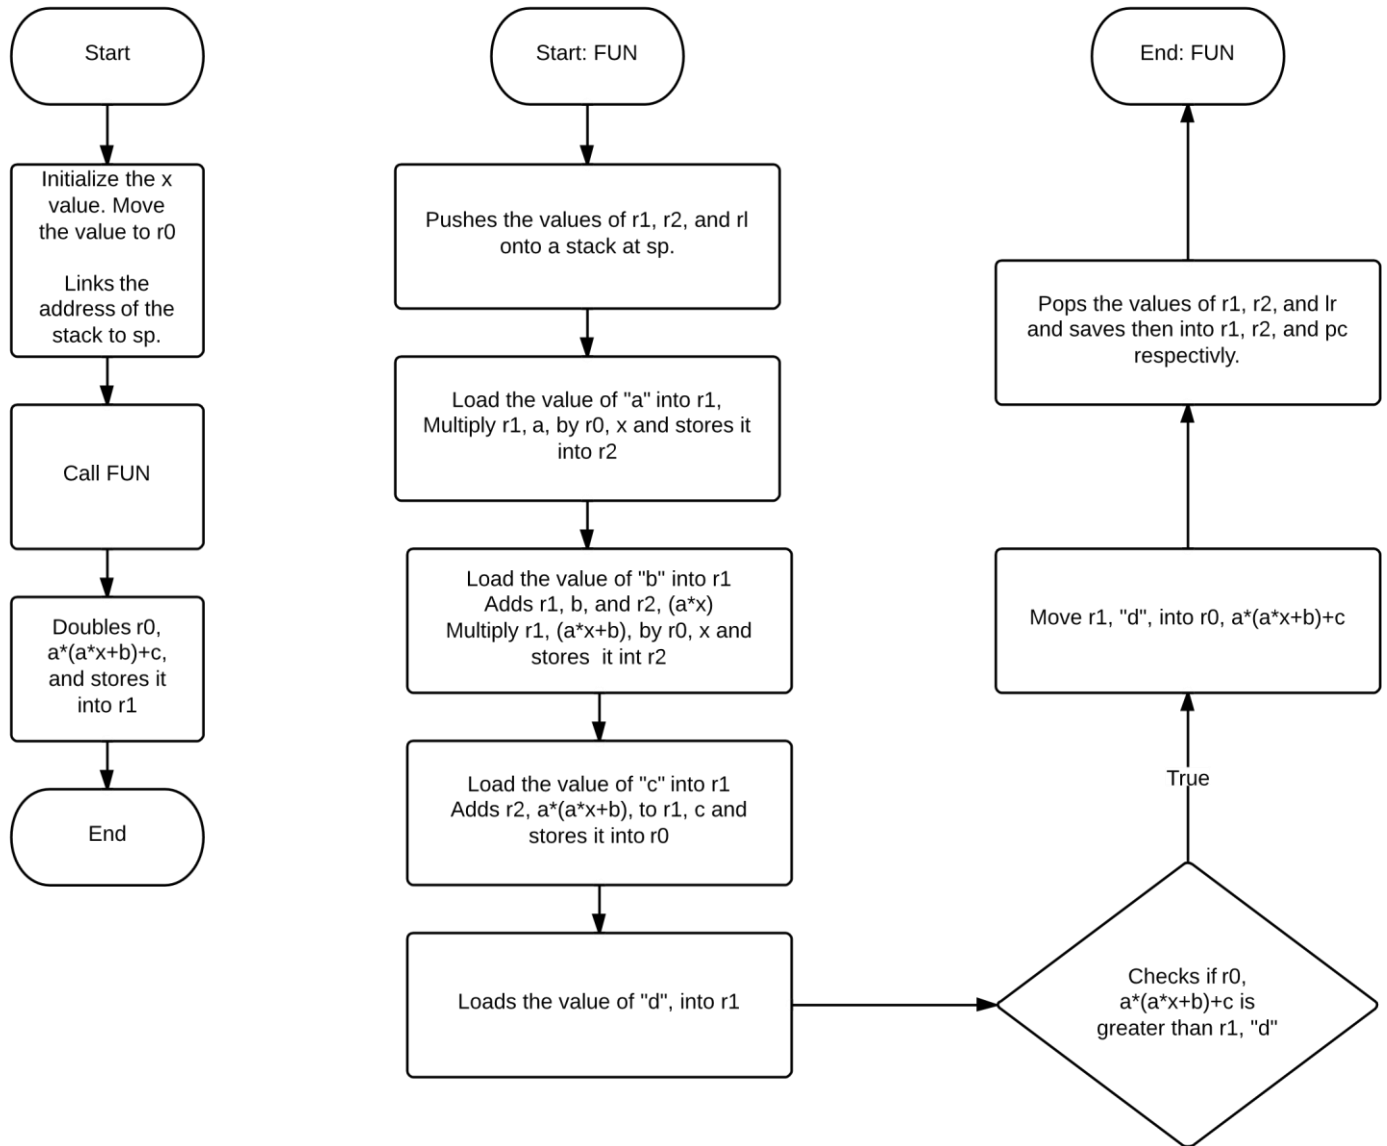 Start
Initialize the x
value. Move
the value to r0
Links the
address of the
stack to sp.
Call FUN
Doubles r0,
a*(a*x+b)+c,
and stores it
into r1
End
Start: FUN
Pushes the values of r1, r2, and rl
onto a stack at sp.
Load the value of "a" into r1,
Multiply r1, a, by r0, x and stores it
into r2
Load the value of "b" into r1
Adds r1, b, and r2, (a*x)
Multiply r1, (a*x+b), by r0, x and
stores it int r2
Load the value of "c" into r1
Adds r2, a*(a*x+b), to r1, c and
stores it into r0
Loads the value of "d", into r1
Checks if r0,
a*(a*x+b)+c is
greater than r1, "d"
True
Move r1, "d", into r0, a*(a*x+b)+c
Pops the values of r1, r2, and lr
and saves then into r1, r2, and pc
respectivly.
End: FUN